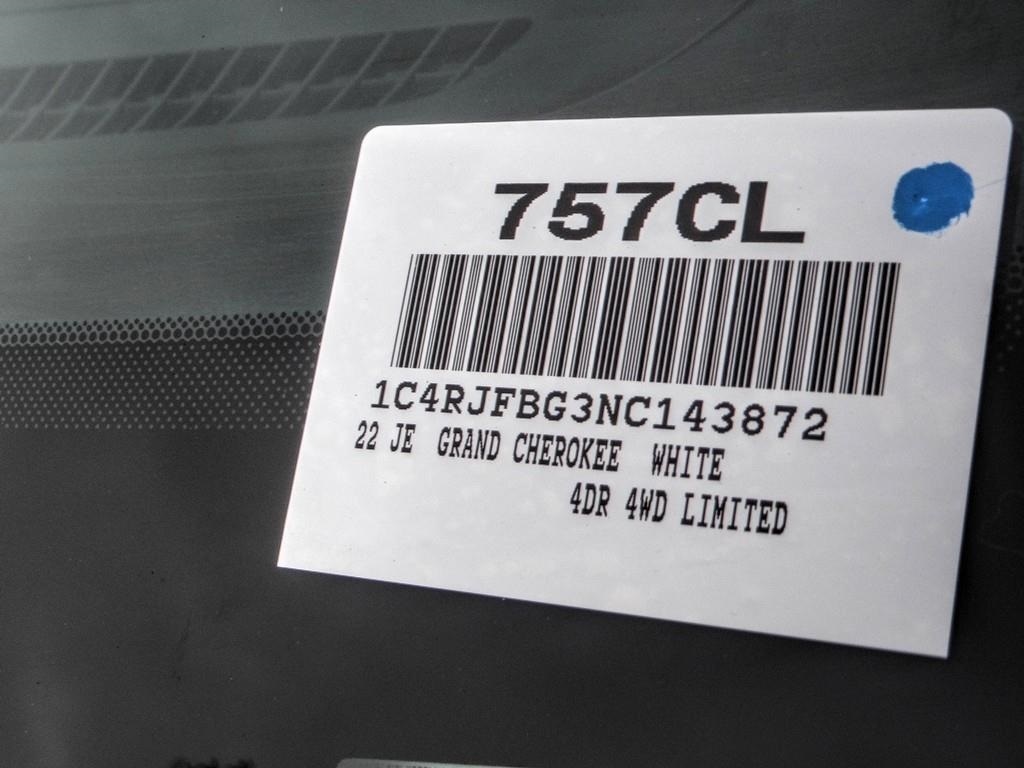 757CL
1C4RJFBG3NC143872
22 JE GRAND CHEROKEE WHITE
4DR 4WD LIMITED